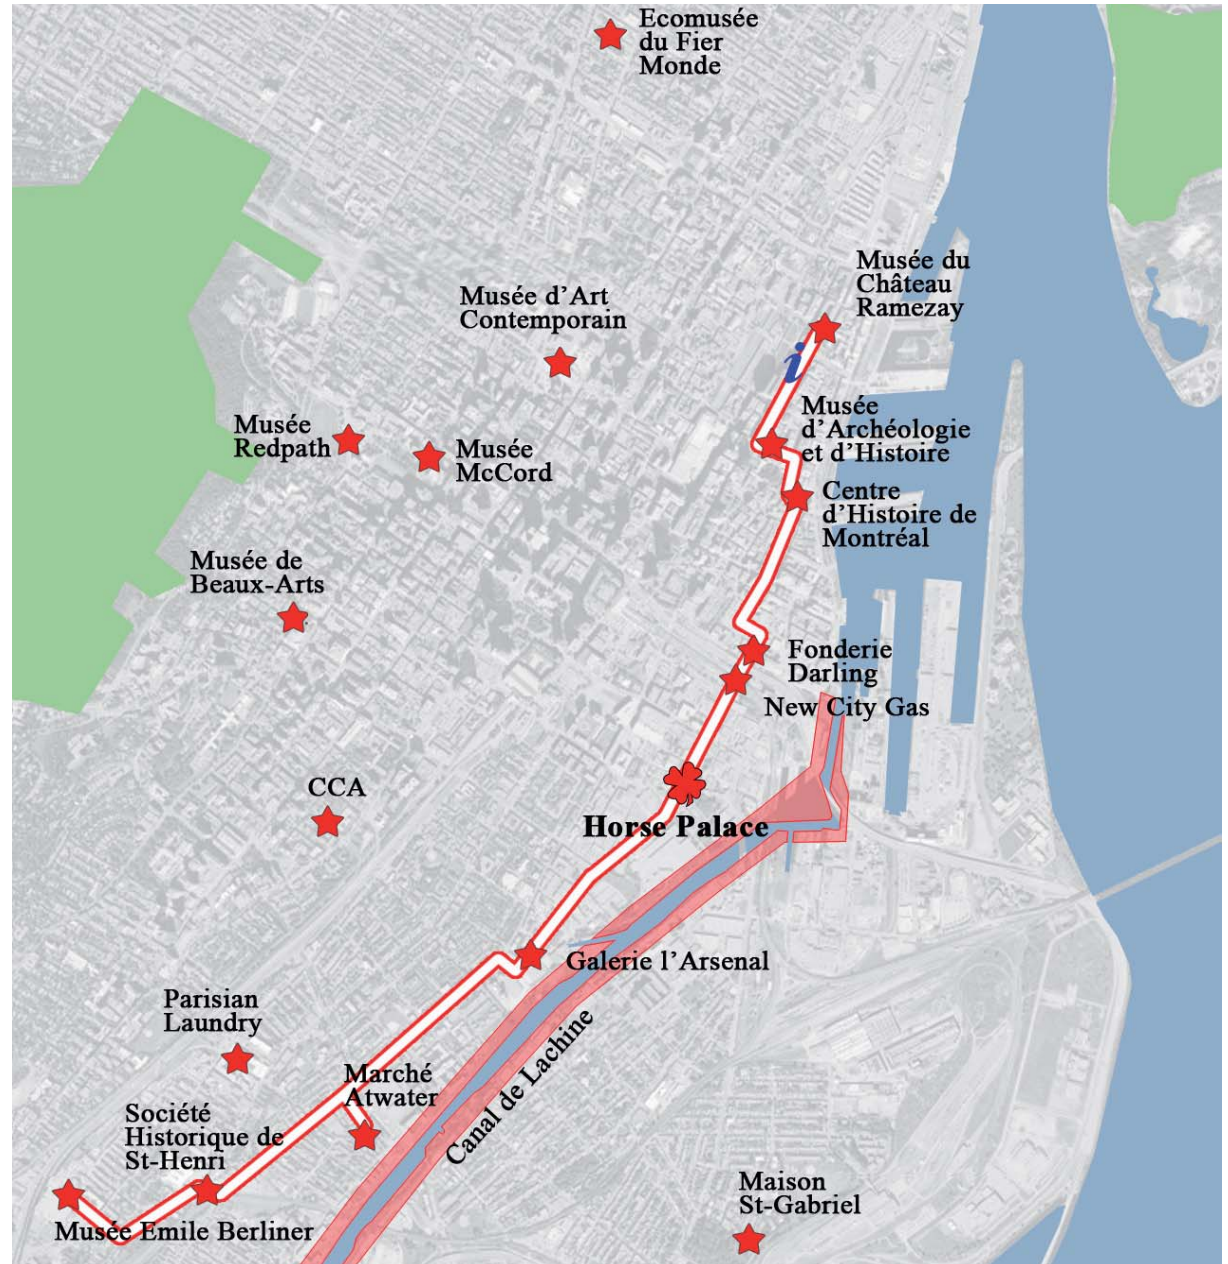 Ecomusée
du Fier
Monde
Musée du
Château
Ramezay
Musée d'Art
Contemporain
i
Musée
d'Archéologie
et d'Histoire
Musée
Redpath
Musée
McCord
Centre
d'Histoire de
Montréal
Musée de
Beaux-Arts
Fonderie
Darling
New City Gas
CCA
Horse Palace
Galerie l'Arsenal
Parisian
Laundry
Canal de Lachine
Marché
Atwater
Société
Historique de
St-Henri
Maison
St-Gabriel
Musée Emile Berliner